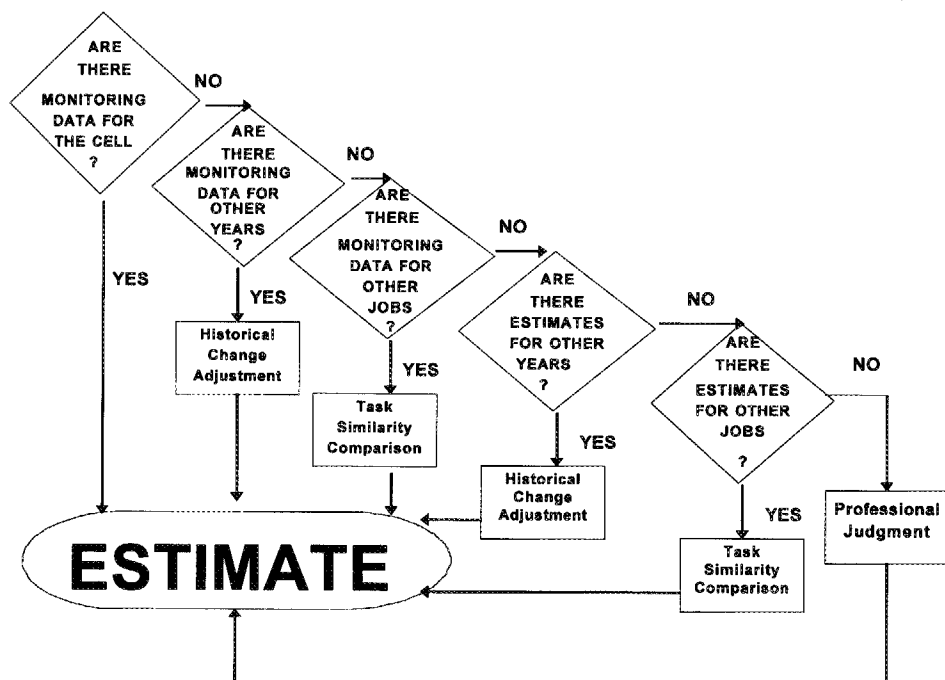 ARE
THERE
MONITORING
DATA FOR
THE CELL
?
NO
ARE
THERE
MONITORING
DATA FOR
OTHER
YEARS
?
NO
ARE
THERE
MONITORING
DATA FOR
OTHER
JOBS
?
NO
ARE
THERE
ESTIMATES
FOR OTHER
YEARS
?
NO
ARE
THERE
ESTIMATES
FOR OTHER
JOBS
?
NO
YES
YES
Historical
Change
Adjustment
YES
Task
Similarity
Comparison
YES
Historical
Change
Adjustment
YES
Task
Similarity
Comparison
Professional
Judgment
ESTIMATE